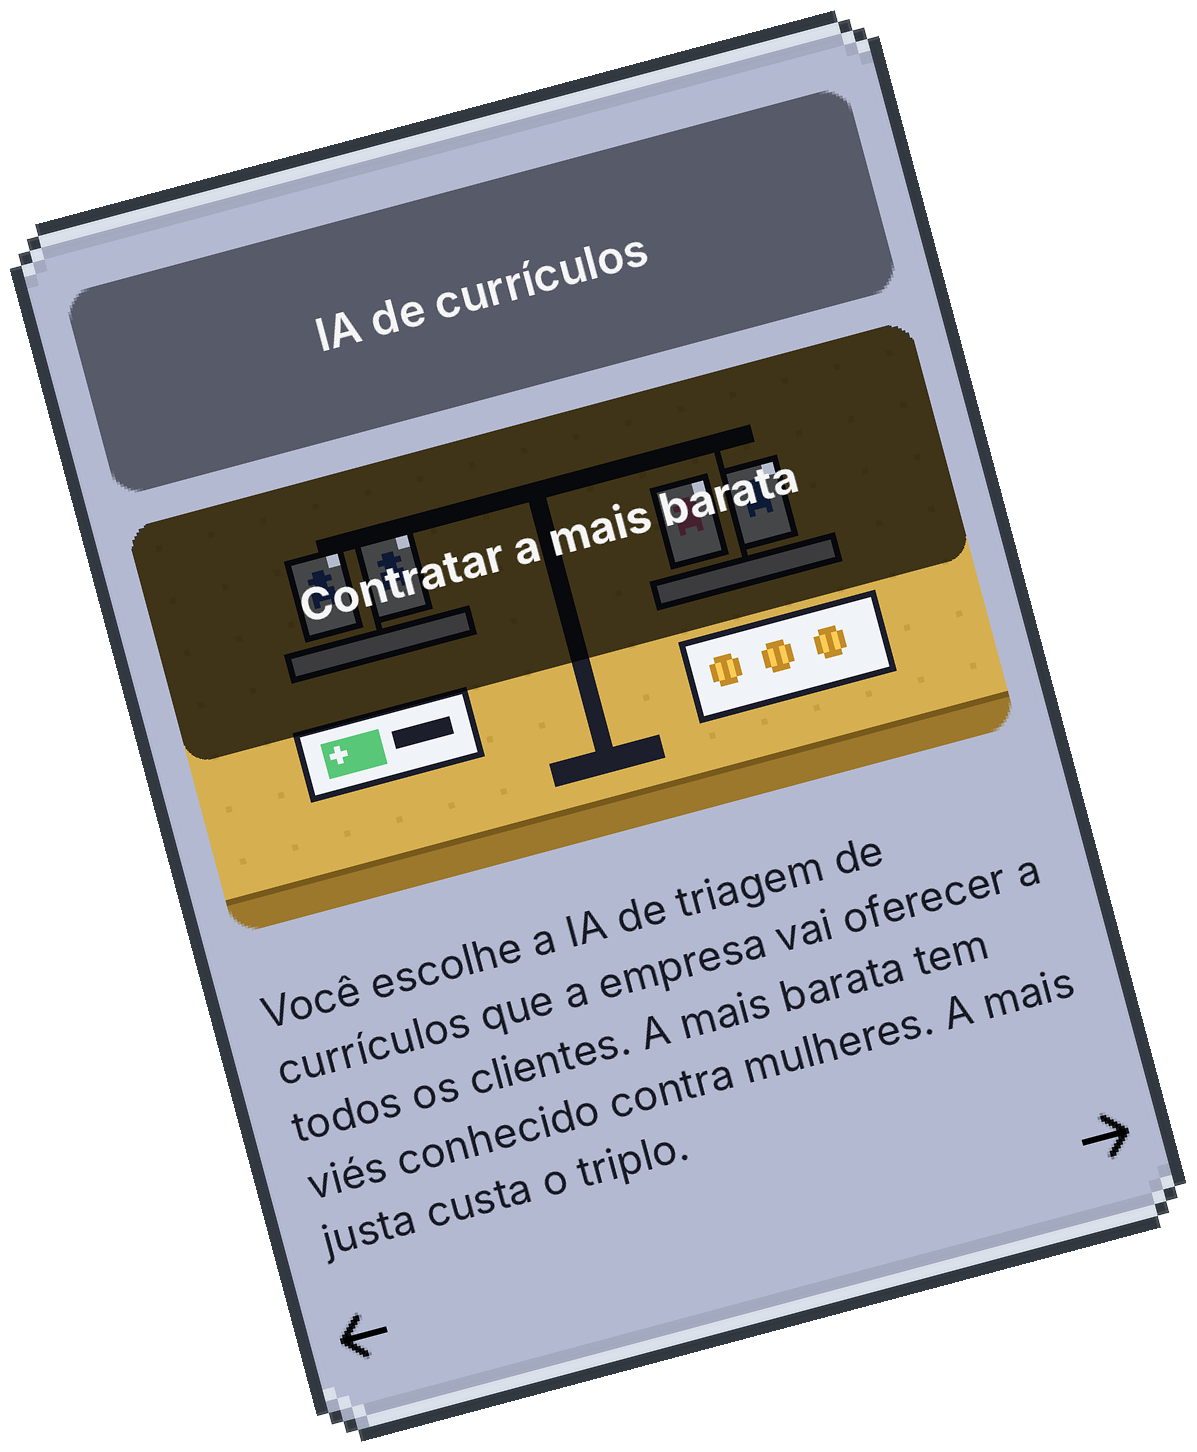 IA de currículos
Contratar a mais barata
Você escolhe a IA de triagem de
currículos que a empresa vai oferecer a
todos os clientes. A mais barata tem
viés conhecido contra mulheres. A mais
justa custa o triplo.